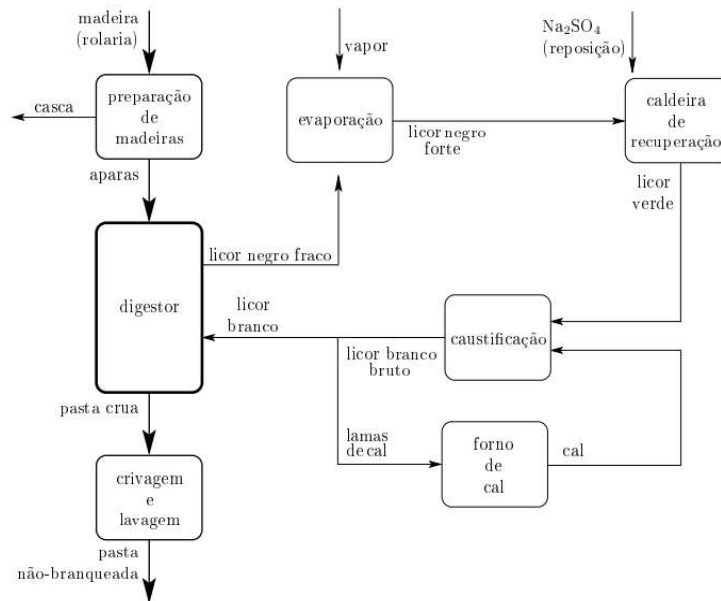 madeira
(rolaria)
vapor
Na₂SO₄
(reposição)
casca
preparação
de
madeiras
evaporação
licor negro
forte
caldeira
de
recuperação
aparas
licor
verde
digestor
licor negro fraco
licor
branco
licor branco
bruto
caustificação
pasta crua
lamas
de cal
forno
de
cal
cal
crivagem
e
lavagem
pasta
não-branqueada